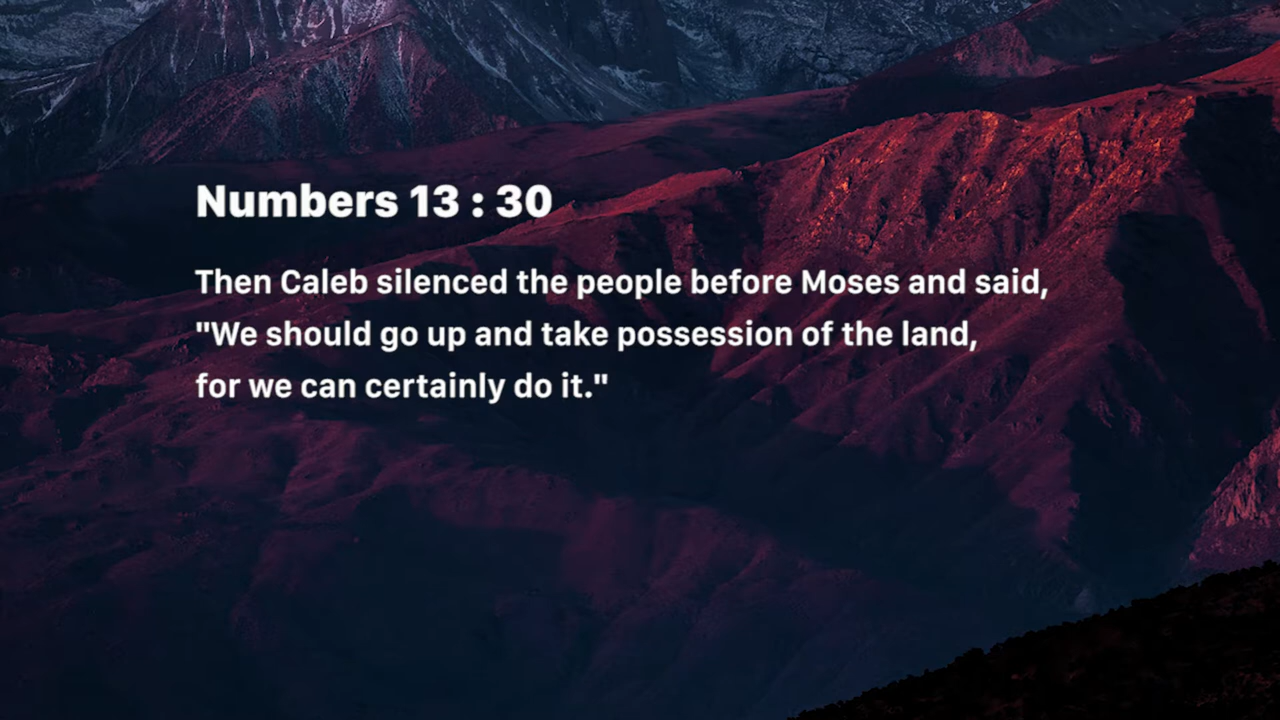 Numbers 13 : 30
Then Caleb silenced the people before Moses and said,
"We should go up and take possession of the land,
for we can certainly do it."